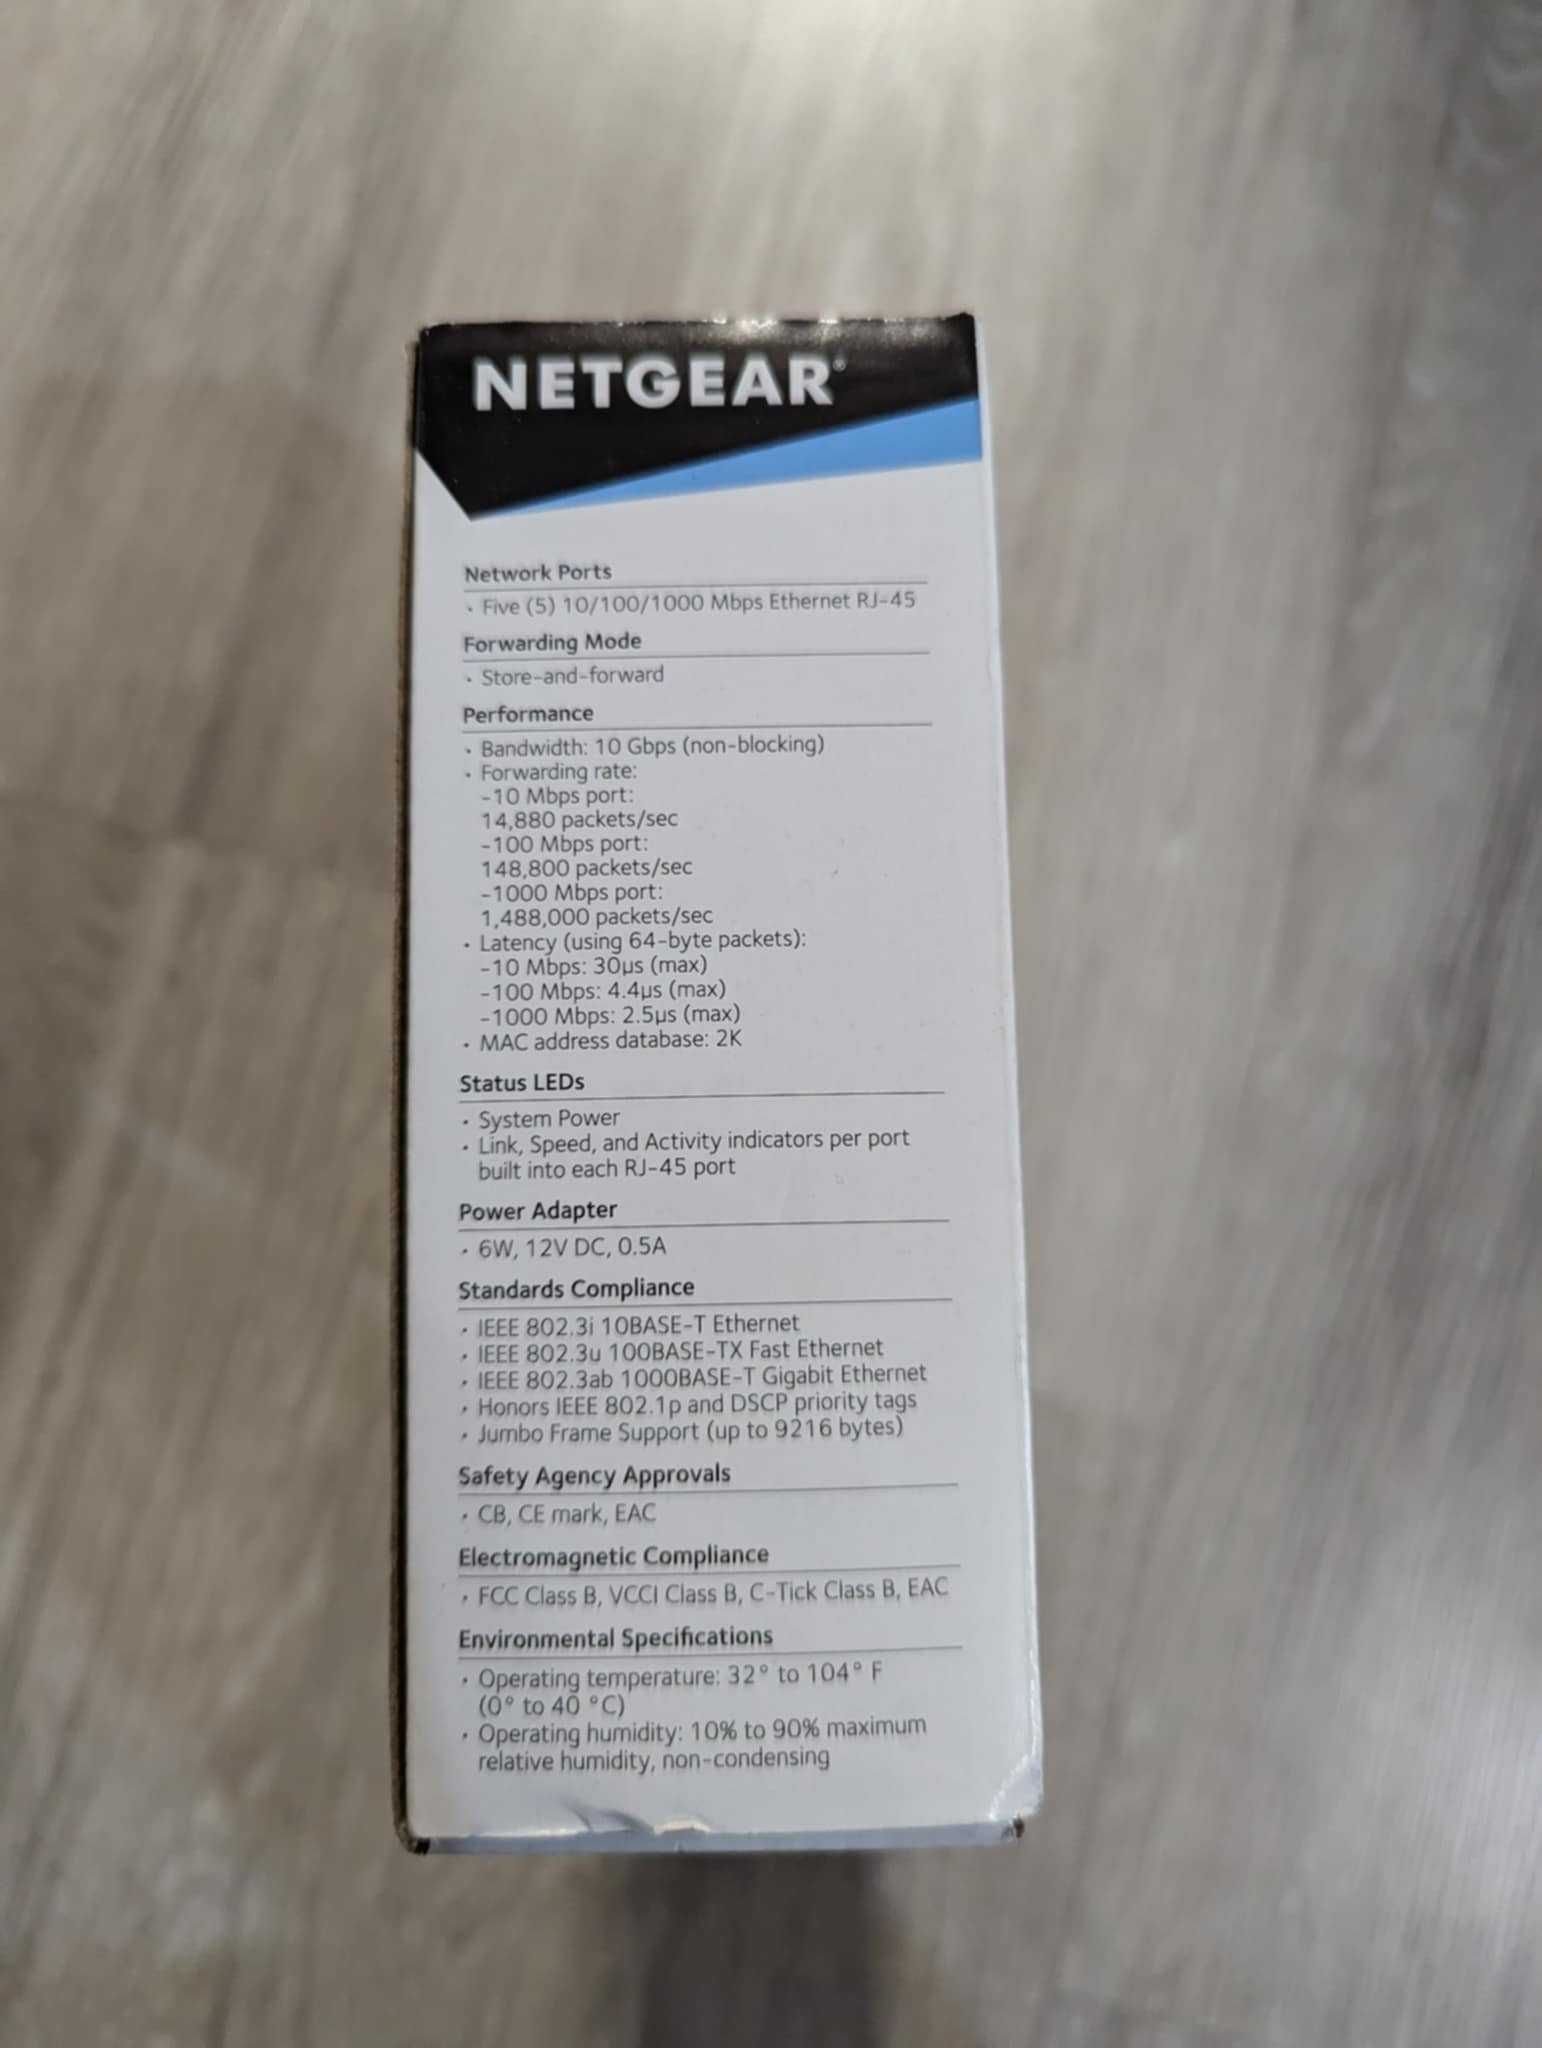 NETGEAR®
Network Ports
· Five (5) 10/100/1000 Mbps Ethernet RJ-45
Forwarding Mode
· Store-and-forward
Performance
· Bandwidth: 10 Gbps (non-blocking)
· Forwarding rate:
-10 Mbps port:
14,880 packets/sec
-100 Mbps port:
148,800 packets/sec
-1000 Mbps port:
1,488,000 packets/sec
· Latency (using 64-byte packets):
-10 Mbps: 30µs (max)
-100 Mbps: 4.4µs (max)
-1000 Mbps: 2.5µs (max)
· MAC address database: 2K
Status LEDs
· System Power
· Link, Speed, and Activity indicators per port
built into each RJ-45 port
Power Adapter
· 6W, 12V DC, 0.5A
Standards Compliance
· IEEE 802.3i 10BASE-T Ethernet
· IEEE 802.3u 100BASE-TX Fast Ethernet
· IEEE 802.3ab 1000BASE-T Gigabit Ethernet
· Honors IEEE 802.1p and DSCP priority tags
· Jumbo Frame Support (up to 9216 bytes)
Safety Agency Approvals
· CB, CE mark, EAC
Electromagnetic Compliance
· FCC Class B, VCCI Class B, C-Tick Class B, EAC
Environmental Specifications
· Operating temperature: 32° to 104° F
(0° to 40 °C)
· Operating humidity: 10% to 90% maximum
relative humidity, non-condensing